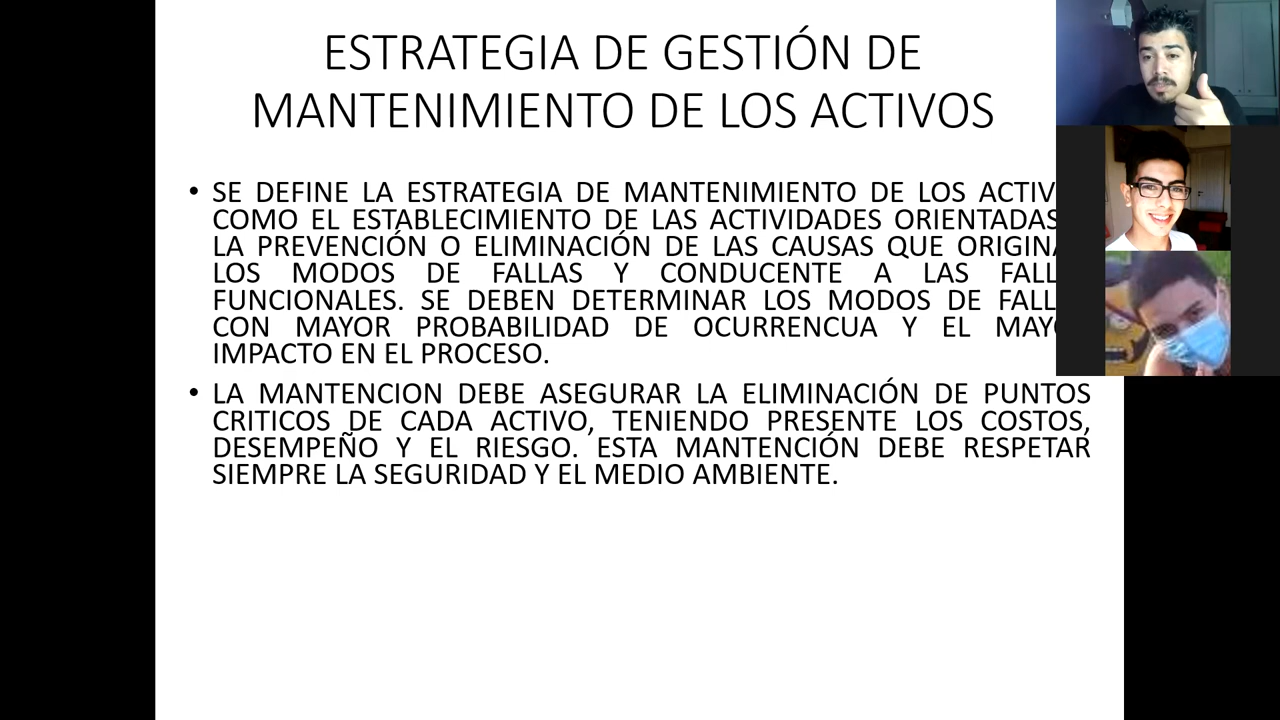 ESTRATEGIA DE GESTIÓN DE
MANTENIMIENTO DE LOS ACTIVOS
• SE DEFINE LA ESTRATEGIA DE MANTENIMIENTO DE LOS
COMO EL ESTABLECIMIENTO DE LAS ACTIVIDADES ORIENTADAS
LA PREVENCIÓN O ELIMINACIÓN DE LAS CAUSAS QUE
LOS MODOS DE FALLAS Y CONDUCENTE A LAS
FUNCIONALES. SE DEBEN DETERMINAR LOS MODOS DE
CON MAYOR PROBABILIDAD DE OCURRENCUA Y EL
IMPACTO EN EL PROCESO.
• LA MANTENCION DEBE ASEGURAR LA ELIMINACIÓN DE PUNTOS
CRITICOS DE CADA ACTIVO, TENIENDO PRESENTE LOS COSTOS,
DESEMPEÑO Y EL RIESGO. ESTA MANTENCIÓN DEBE RESPETAR
SIEMPRE LA SEGURIDAD Y EL MEDIO AMBIENTE.